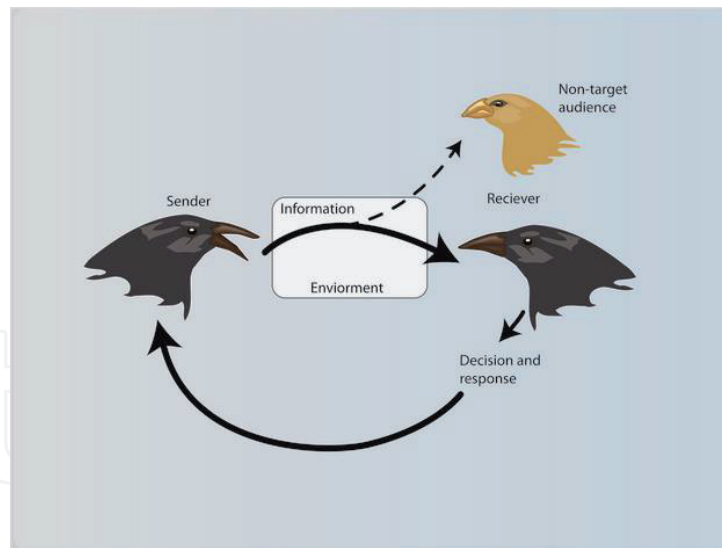 Non-target
audience
Sender
Information
Reciever
Enviorment
Decision and
response